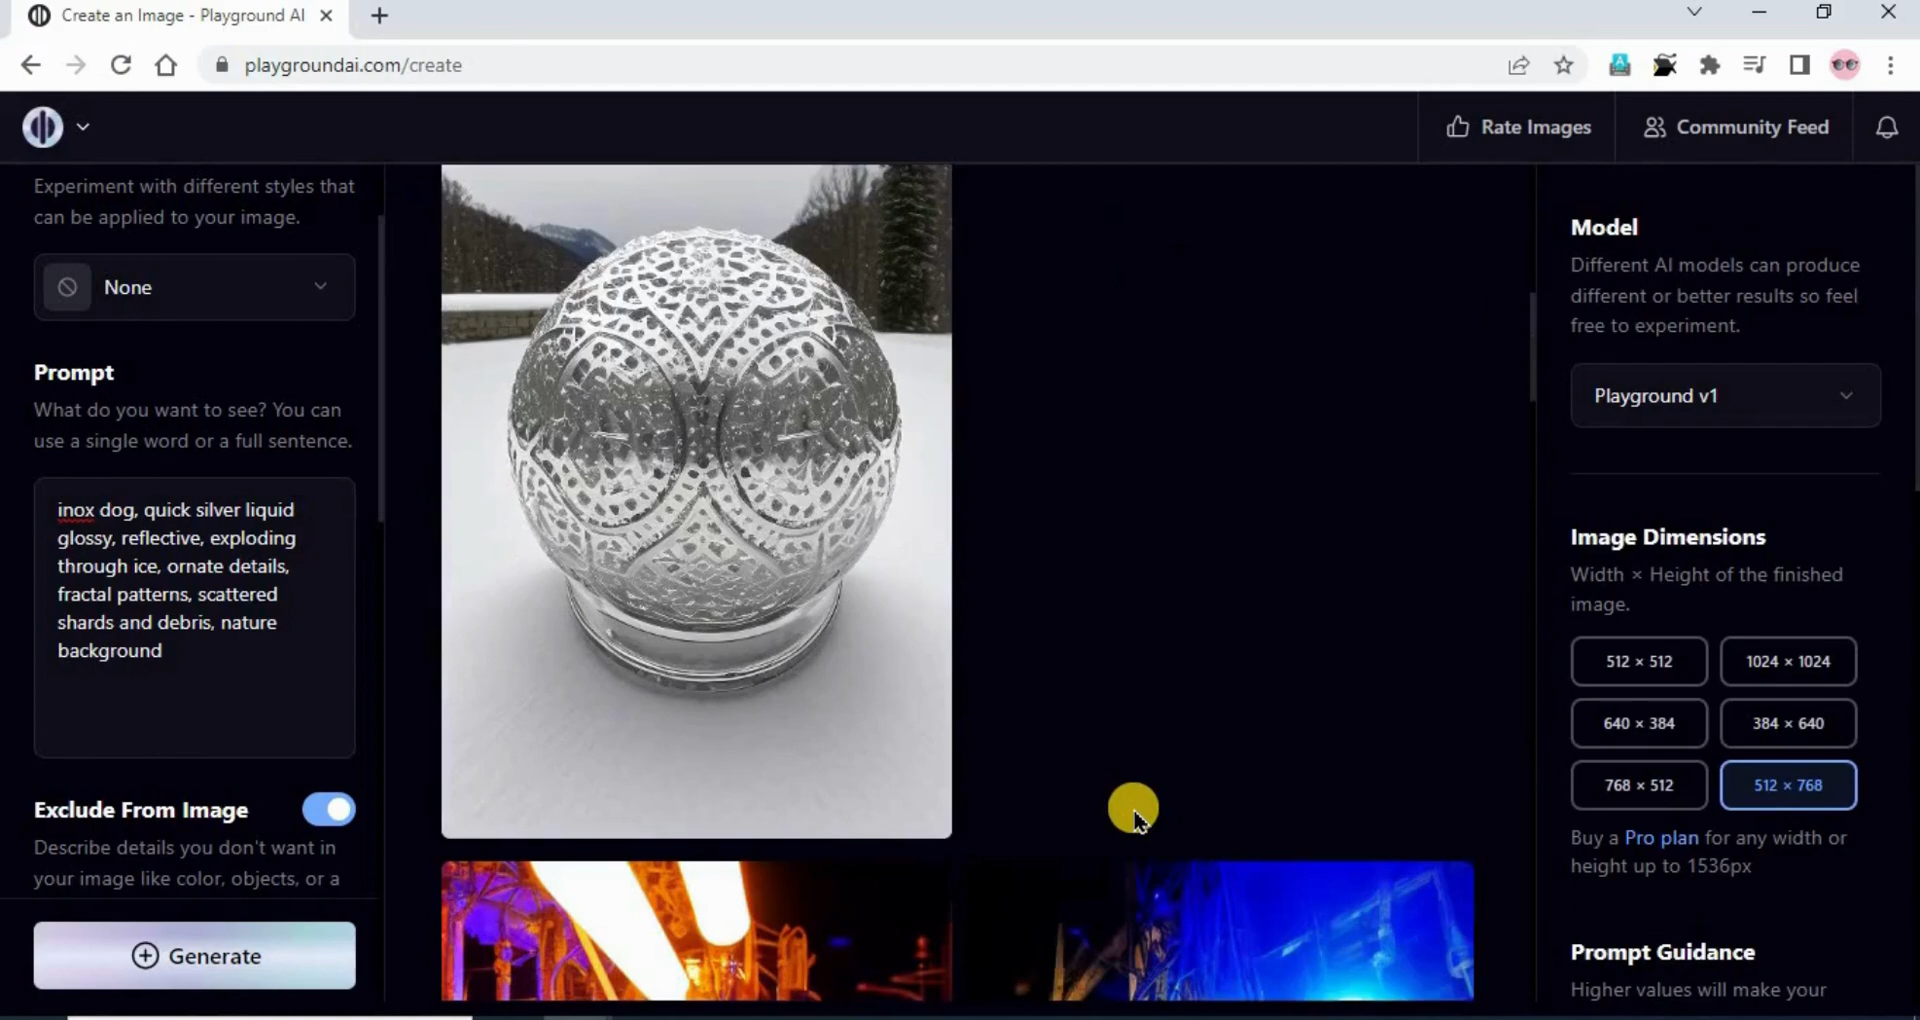 Create an Image - Playground AI
playgroundai.com/create
Rate Images
Community Feed
Experiment with different styles that
can be applied to your image.
None
Prompt
What do you want to see? You can
use a single word or a full sentence.
inox dog, quick silver liquid
glossy, reflective, exploding
through ice, ornate details,
fractal patterns, scattered
shards and debris, nature
background
Exclude From Image
Describe details you don't want in
your image like color, objects, or a
Generate
Model
Different AI models can produce
different or better results so feel
free to experiment.
Playground v1
Image Dimensions
Width × Height of the finished
image.
512 × 512
1024 × 1024
640 × 384
384 × 640
768 × 512
512 × 768
Buy a Pro plan for any width or
height up to 1536px
Prompt Guidance
Higher values will make your